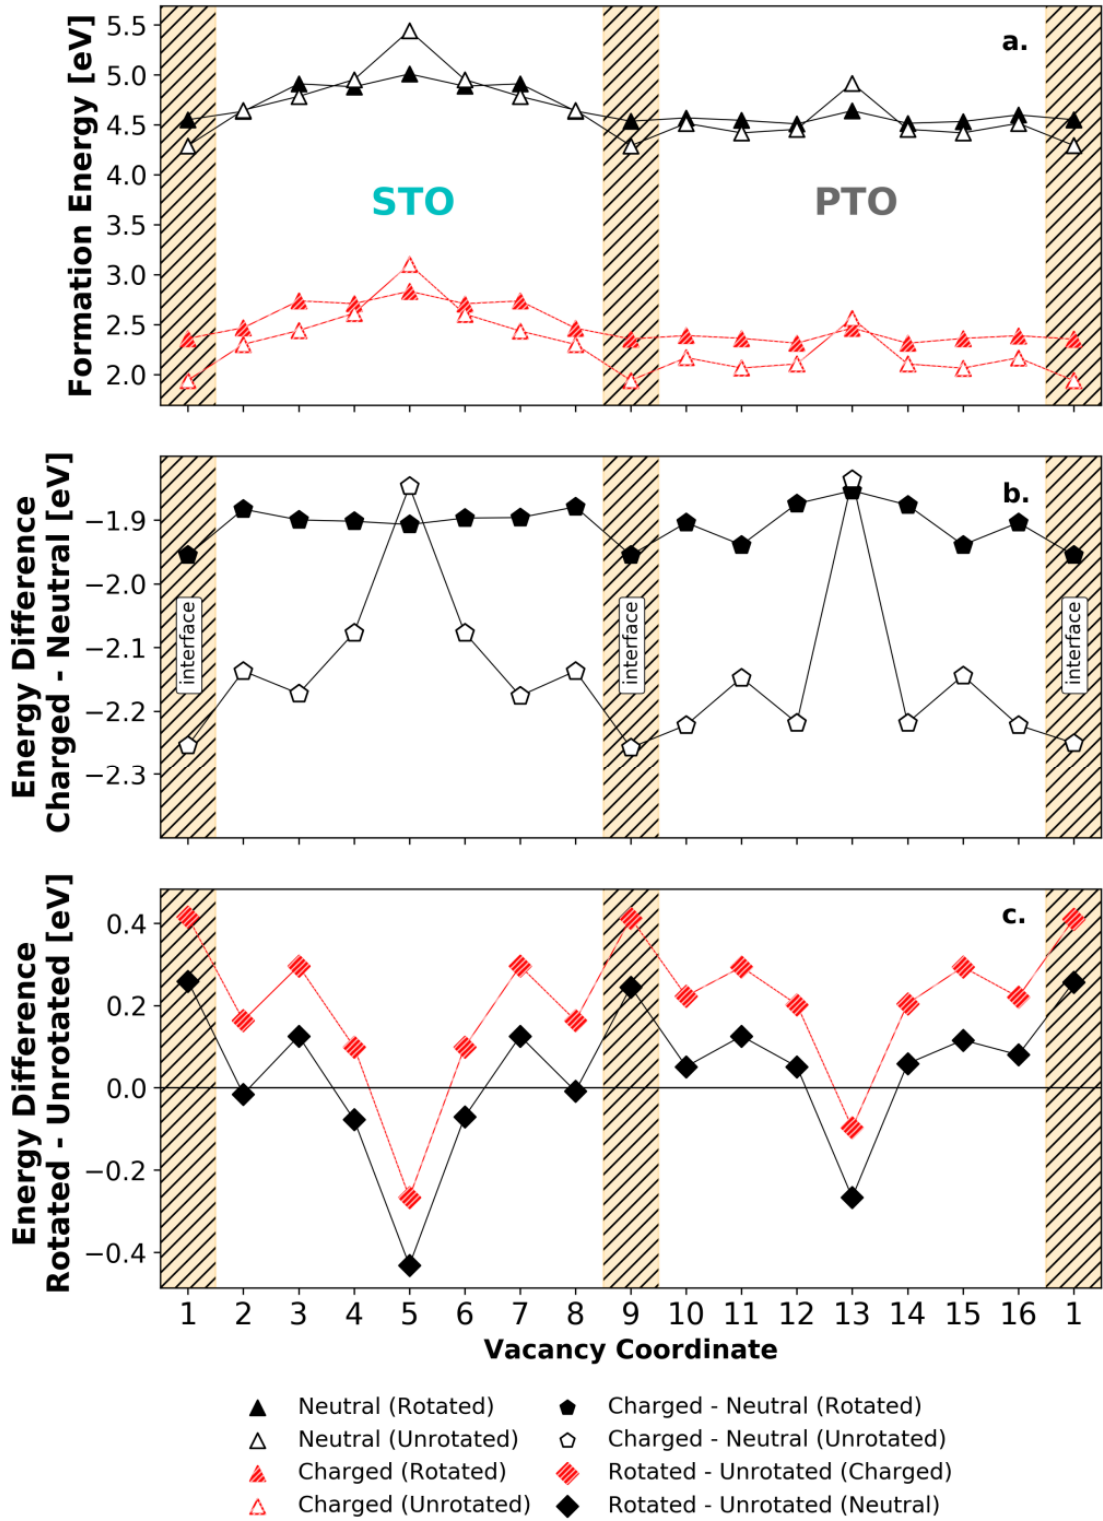 Formation Energy [eV]
5.5
5.0
4.5
4.0
3.5
3.0
2.5
2.0
a.
STO
PTO
Energy Difference
Charged - Neutral [eV]
−1.9
−2.0
−2.1
−2.2
−2.3
b.
interface
interface
interface
Energy Difference
Rotated - Unrotated [eV]
0.4
0.2
0.0
−0.2
−0.4
c.
1 2 3 4 5 6 7 8 9 10 11 12 13 14 15 16 1
Vacancy Coordinate
Neutral (Rotated)
Neutral (Unrotated)
Charged (Rotated)
Charged (Unrotated)
Charged - Neutral (Rotated)
Charged - Neutral (Unrotated)
Rotated - Unrotated (Charged)
Rotated - Unrotated (Neutral)